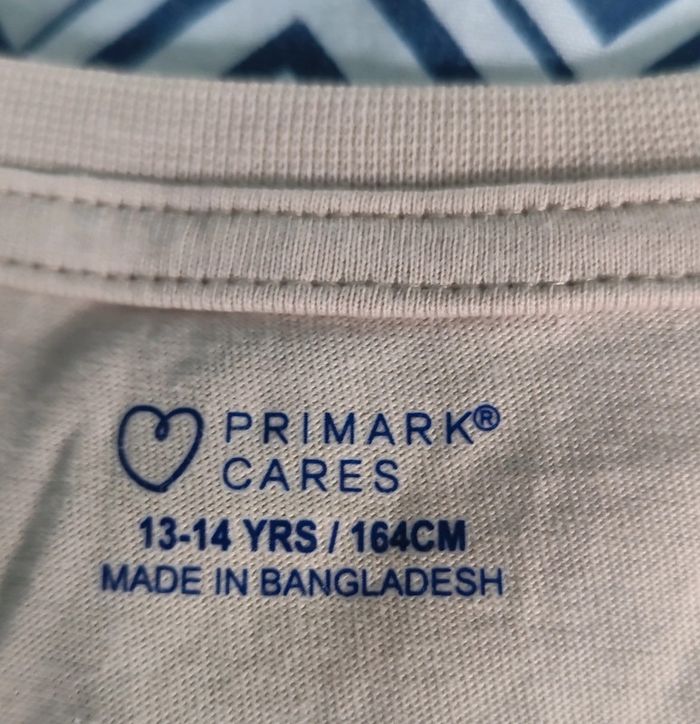 PRIMARK®
CARES
13-14 YRS / 164CM
MADE IN BANGLADESH